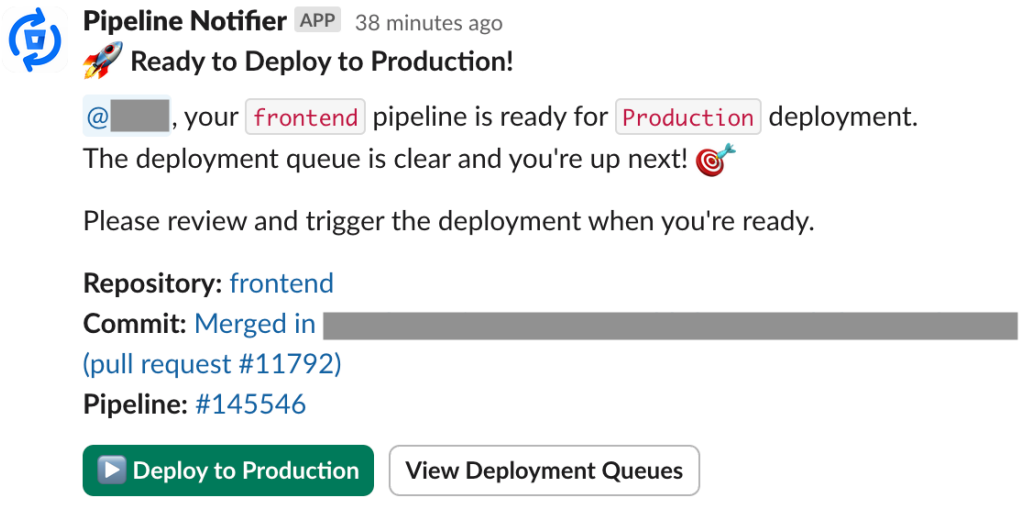 Pipeline Notifier APP 38 minutes ago
🚀 Ready to Deploy to Production!
@, your frontend pipeline is ready for Production deployment.
The deployment queue is clear and you're up next! 🎯
Please review and trigger the deployment when you're ready.
Repository: frontend
Commit: Merged in
(pull request #11792)
Pipeline: #145546
▶️ Deploy to Production View Deployment Queues